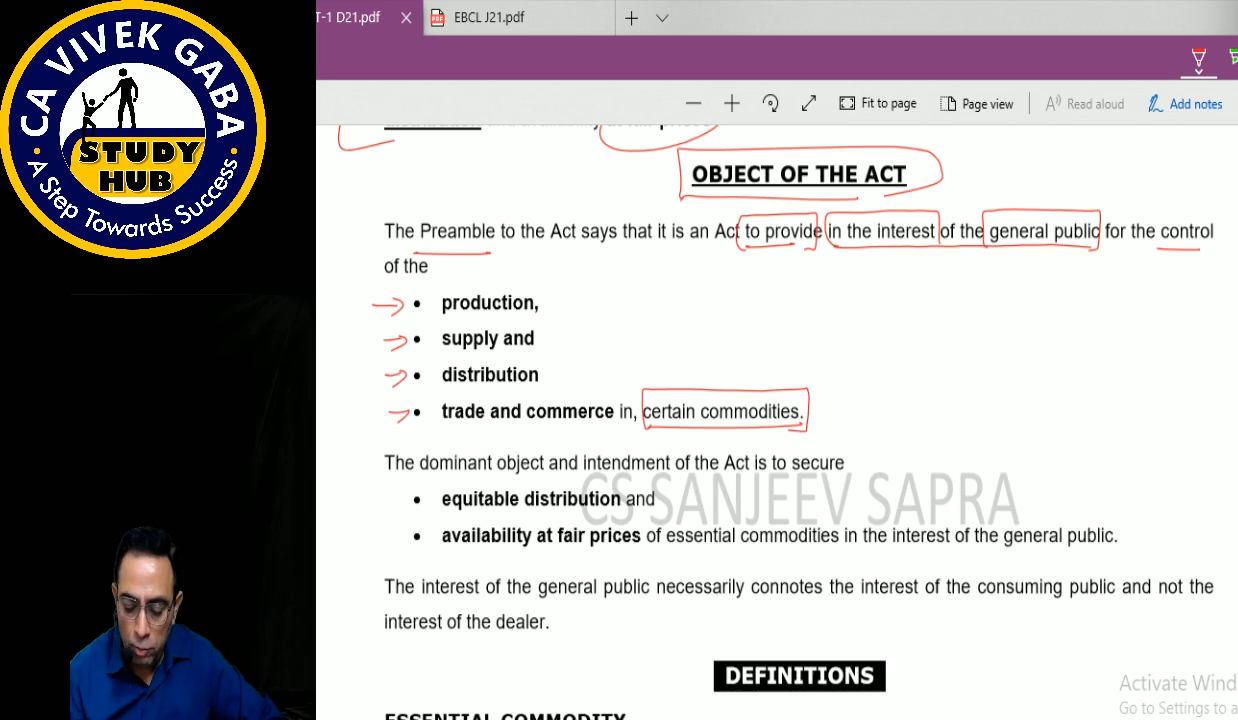 T-1 D21.pdf
EBCL J21.pdf
CA VIVEK GABA
STUDY
HUB
• A Step Towards Success •
Fit to page
Page view
Read aloud
Add notes
OBJECT OF THE ACT
The Preamble to the Act says that it is an Act to provide in the interest of the general public for the control
of the
• production,
• supply and
• distribution
• trade and commerce in, certain commodities.
The dominant object and intendment of the Act is to secure
CS SANJEEV SAPRA
• equitable distribution and
• availability at fair prices of essential commodities in the interest of the general public.
The interest of the general public necessarily connotes the interest of the consuming public and not the
interest of the dealer.
DEFINITIONS
Activate Wind
Go to Settings to a
ESSENTIAL COMMODITY